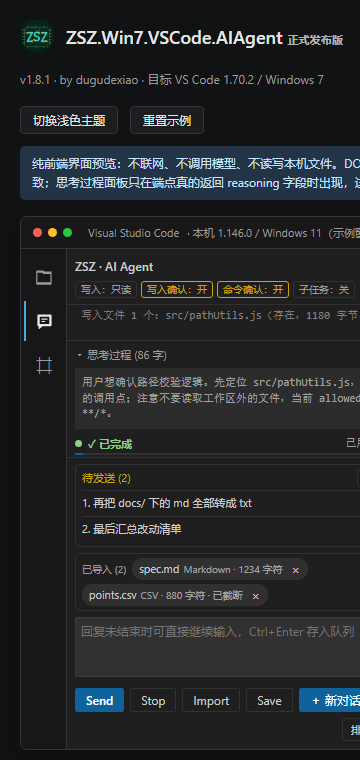 ZSZ ZSZ.Win7.VSCode.AIAgent 正式发布版
v1.8.1 · by dugudexiao · 目标 VS Code 1.70.2 / Windows 7
切换浅色主题 重置示例
纯前端界面预览：不联网、不调用模型、不读写本机文件。DO
致；思考过程面板只在端点真的返回 reasoning 字段时出现，
Visual Studio Code · 本机 1.146.0 / Windows 11（示例窗
ZSZ · AI Agent
写入：只读 写入确认：开 命令确认：开 子任务：关
写入文件 1 个：src/pathUtils.js（存在，1180 字节
思考过程 (86 字)
用户想确认路径校验逻辑。先定位 src/pathUtils.js，
的调用点；注意不要读取工作区外的文件，当前 allowed
**/*。
✓ 已完成 已用
待发送 (2)
1. 再把 docs/ 下的 md 全部转成 txt
2. 最后汇总改动清单
已导入 (2) spec.md Markdown · 1234 字符 ×
points.csv CSV · 880 字符 · 已截断 ×
回复未结束时可直接继续输入，Ctrl+Enter 存入队列
Send Stop Import Save + 新对话